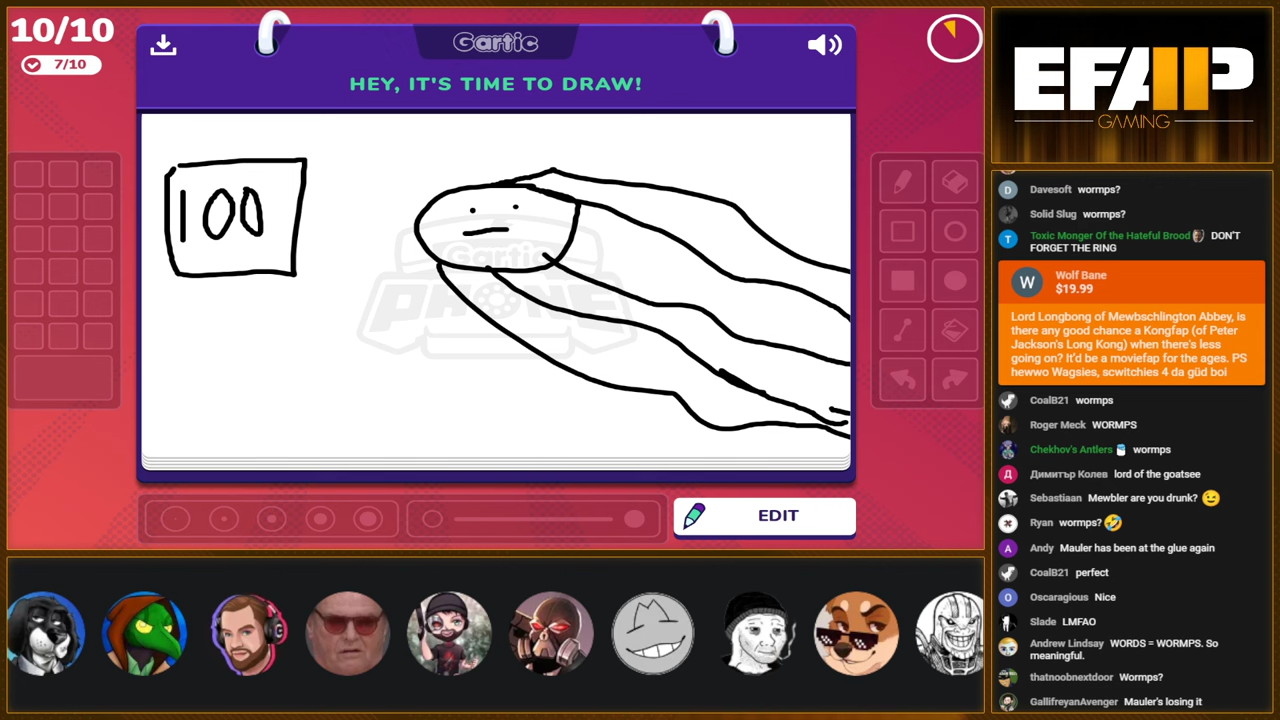 10/10
7/10
Gartic
HEY, IT'S TIME TO DRAW!
100
Gartic
PHONE
EDIT
EFAP
GAMING
Davesoft wormps?
Solid Slug wormps?
Toxic Monger Of the Hateful Brood DON'T
FORGET THE RING
W
Wolf Bane
$19.99
Lord Longbong of Mewbschlington Abbey, is
there any good chance a Kongfap (of Peter
Jackson's Long Kong) when there's less
going on? It'd be a moviefap for the ages. PS
hewwo Wagsies, scwitchies 4 da güd boi
CoalB21 wormps
Roger Meck WORMPS
Chekhov's Antlers wormps
Димитър Колев lord of the goatsee
Sebastiaan Mewbler are you drunk?
Ryan wormps?
Andy Mauler has been at the glue again
CoalB21 perfect
Oscaragious Nice
Slade LMFAO
Andrew Lindsay WORDS = WORMPS. So
meaningful.
thatnoobnextdoor Wormps?
GallifreyanAvenger Mauler's losing it